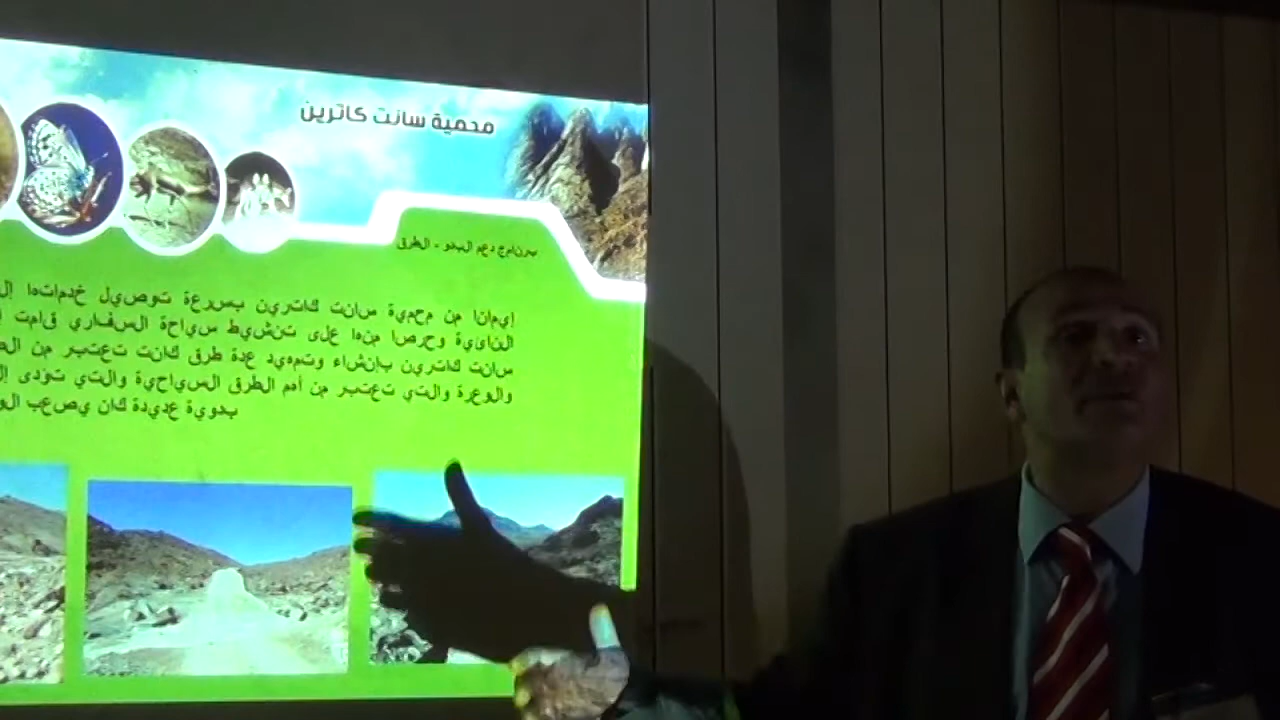 محمية سانت كاترين
برنامج دعم البدو - الطرق
إيمانا من محمية سانت كاترين بسرعة توصيل خدماتها
النائية وحرصا منها على تنشيط سياحة السفاري قامت
سانت كاترين بإنشاء وتمهيد عدة طرق كانت تعتبر من
والوعرة والتي تعتبر من أهم الطرق السياحية والتي تؤدى
بدوية عديدة كان يصعب